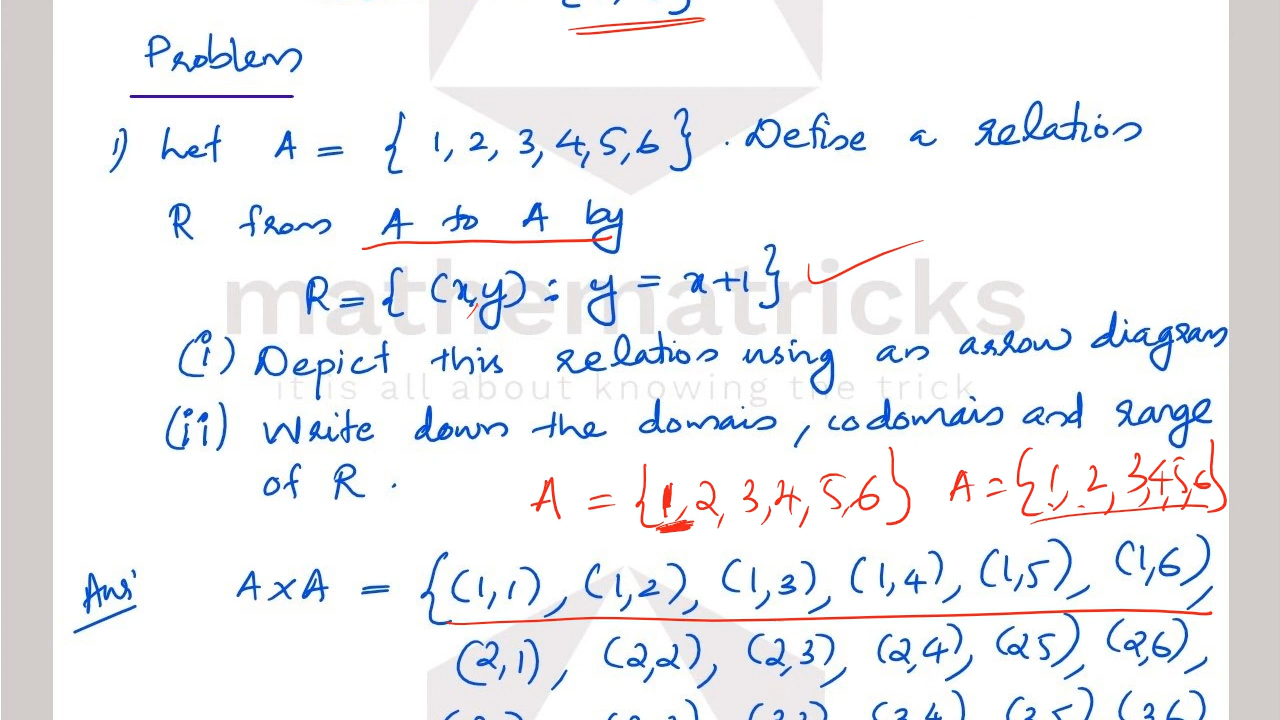 Problem
1) Let A = { 1, 2, 3, 4, 5, 6 } . Define a relation
R from A to A by
R = { (x,y) : y = x+1 }
mathematricks
(i) Depict this relation using an arrow diagram
it is all about knowing the trick
(ii) Write down the domain, codomain and range
of R .
A = {1, 2, 3, 4, 5, 6} A = {1, 2, 3, 4, 5, 6}
Ans: A×A = {(1,1), (1,2), (1,3), (1,4), (1,5), (1,6),
(2,1), (2,2), (2,3), (2,4), (2 5), (2,6),